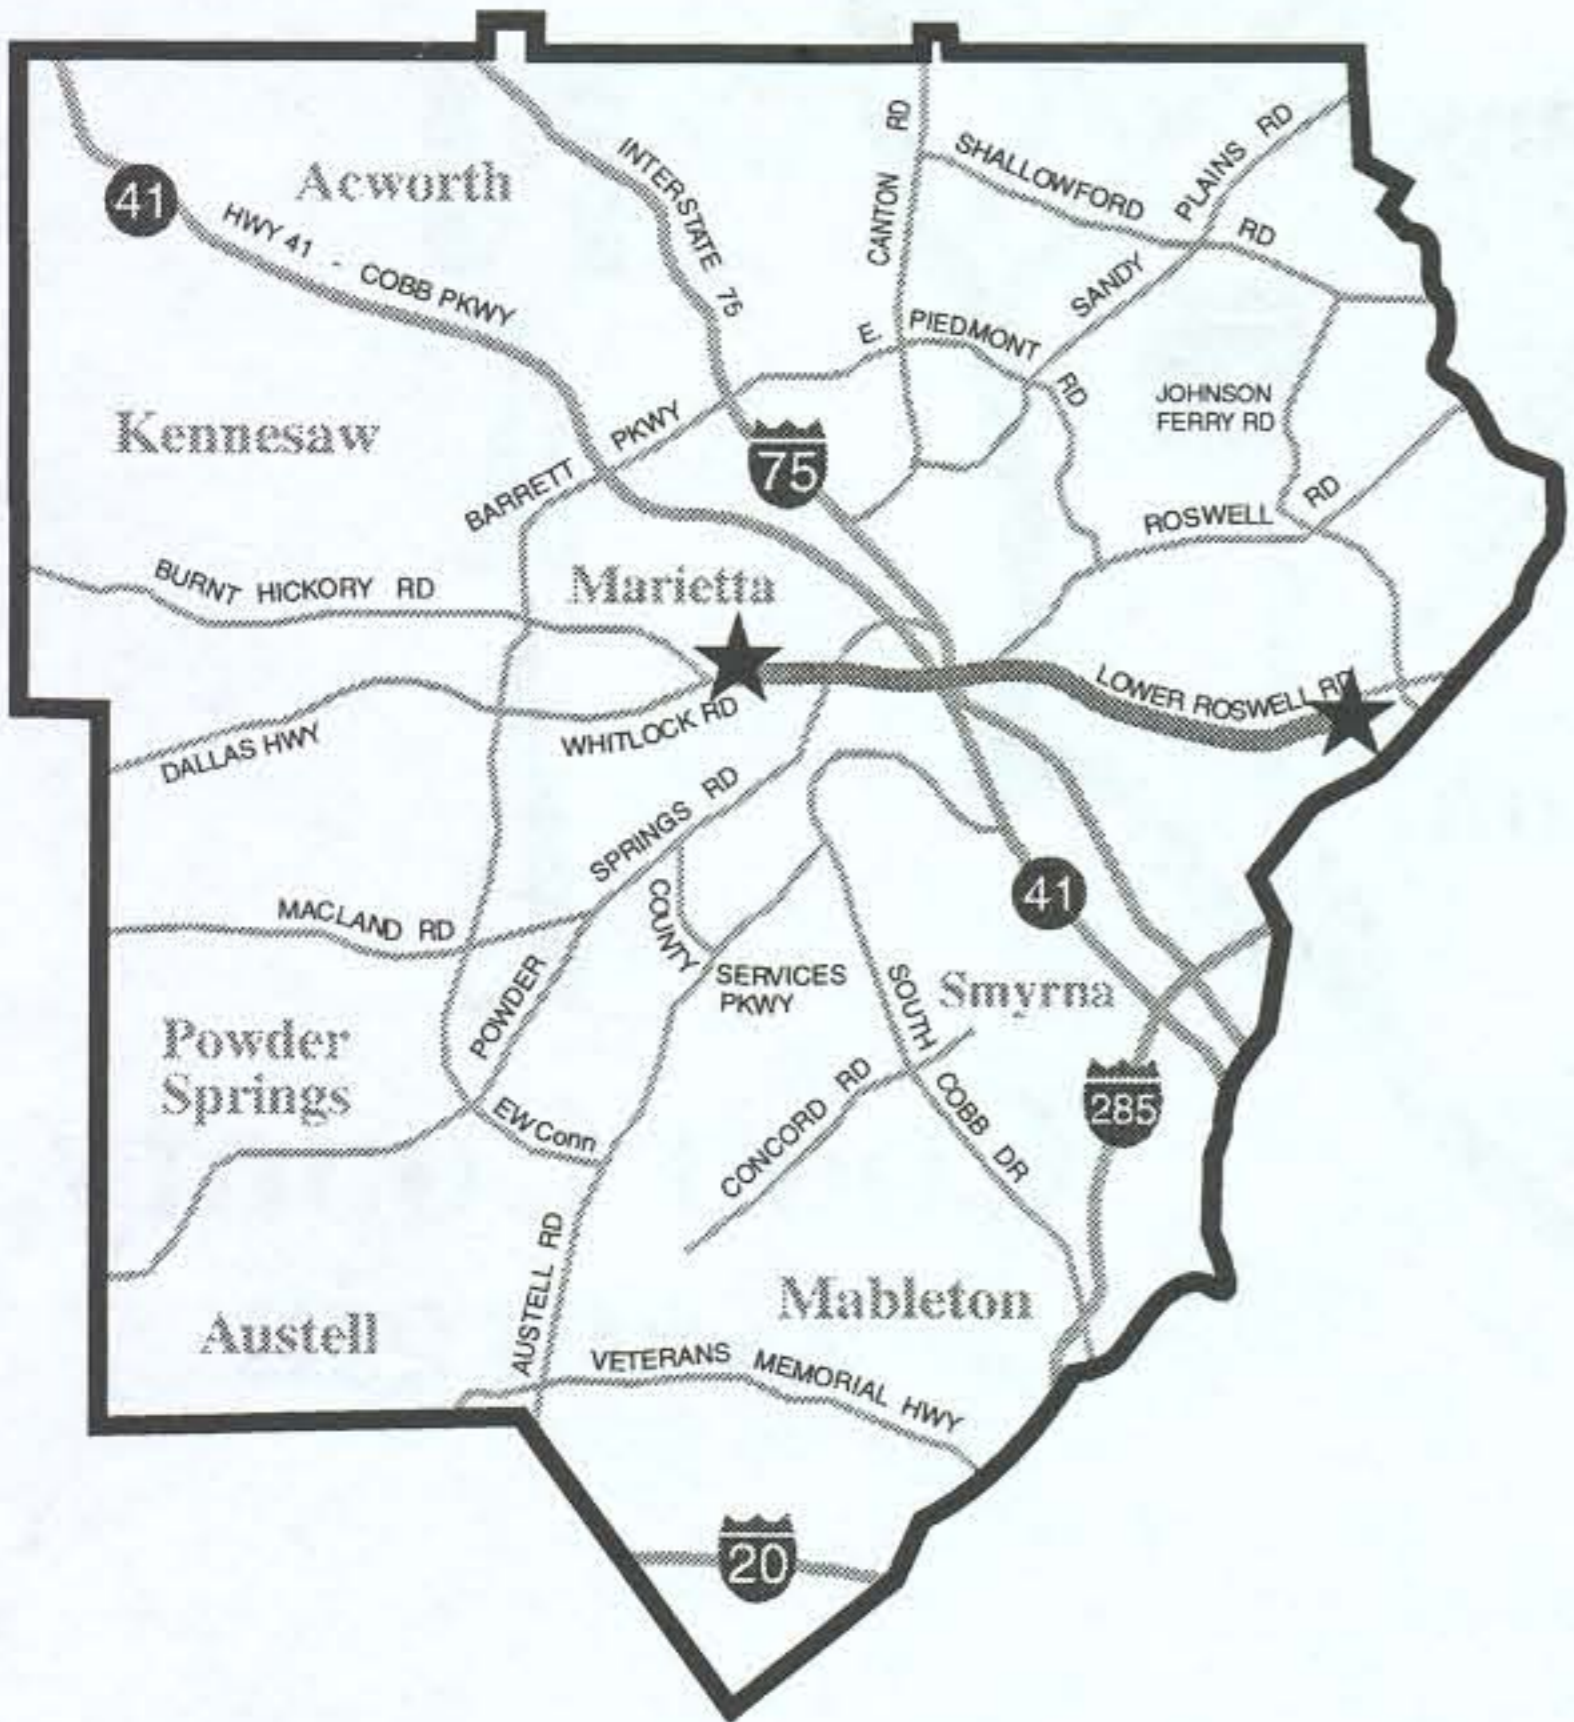 CANTON RD
SHALLOWFORD RD
SANDY PLAINS RD
INTERSTATE 75
Acworth
41
HWY 41 - COBB PKWY
E. PIEDMONT RD
JOHNSON
FERRY RD
Kennesaw
BARRETT PKWY
75
ROSWELL RD
BURNT HICKORY RD
Marietta
LOWER ROSWELL RD
WHITLOCK RD
DALLAS HWY
POWDER SPRINGS RD
41
MACLAND RD
COUNTY
SERVICES
PKWY
Smyrna
SOUTH COBB DR
Powder
Springs
CONCORD RD
285
EWConn
AUSTELL RD
Mableton
Austell
VETERANS MEMORIAL HWY
20